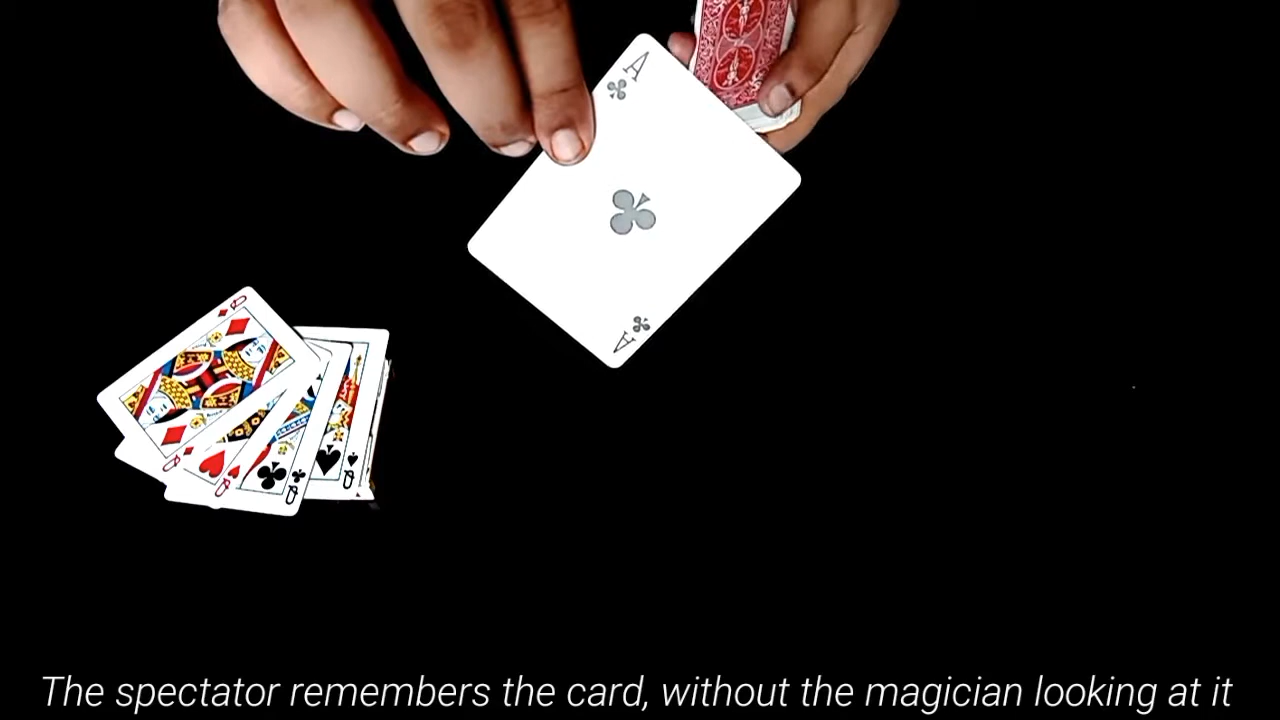 A
A
Q
Q
Q
Q
Q
The spectator remembers the card, without the magician looking at it